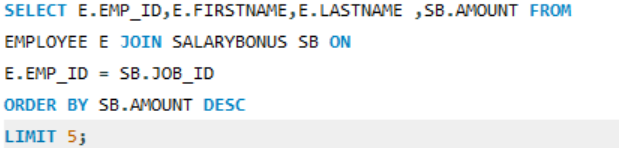 SELECT E.EMP_ID,E.FIRSTNAME,E.LASTNAME ,SB.AMOUNT FROM
EMPLOYEE E JOIN SALARYBONUS SB ON
E.EMP_ID = SB.JOB_ID
ORDER BY SB.AMOUNT DESC
LIMIT 5;